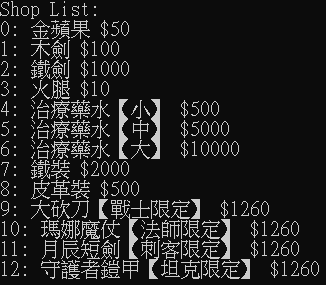 Shop List:
0: 金蘋果 $50
1: 木劍 $100
2: 鐵劍 $1000
3: 火腿 $10
4: 治療藥水【小】 $500
5: 治療藥水【中】 $5000
6: 治療藥水【大】 $10000
7: 鐵裝 $2000
8: 皮革裝 $500
9: 大砍刀【戰士限定】 $1260
10: 瑪娜魔仗【法師限定】 $1260
11: 月辰短劍【刺客限定】 $1260
12: 守護者鎧甲【坦克限定】 $1260